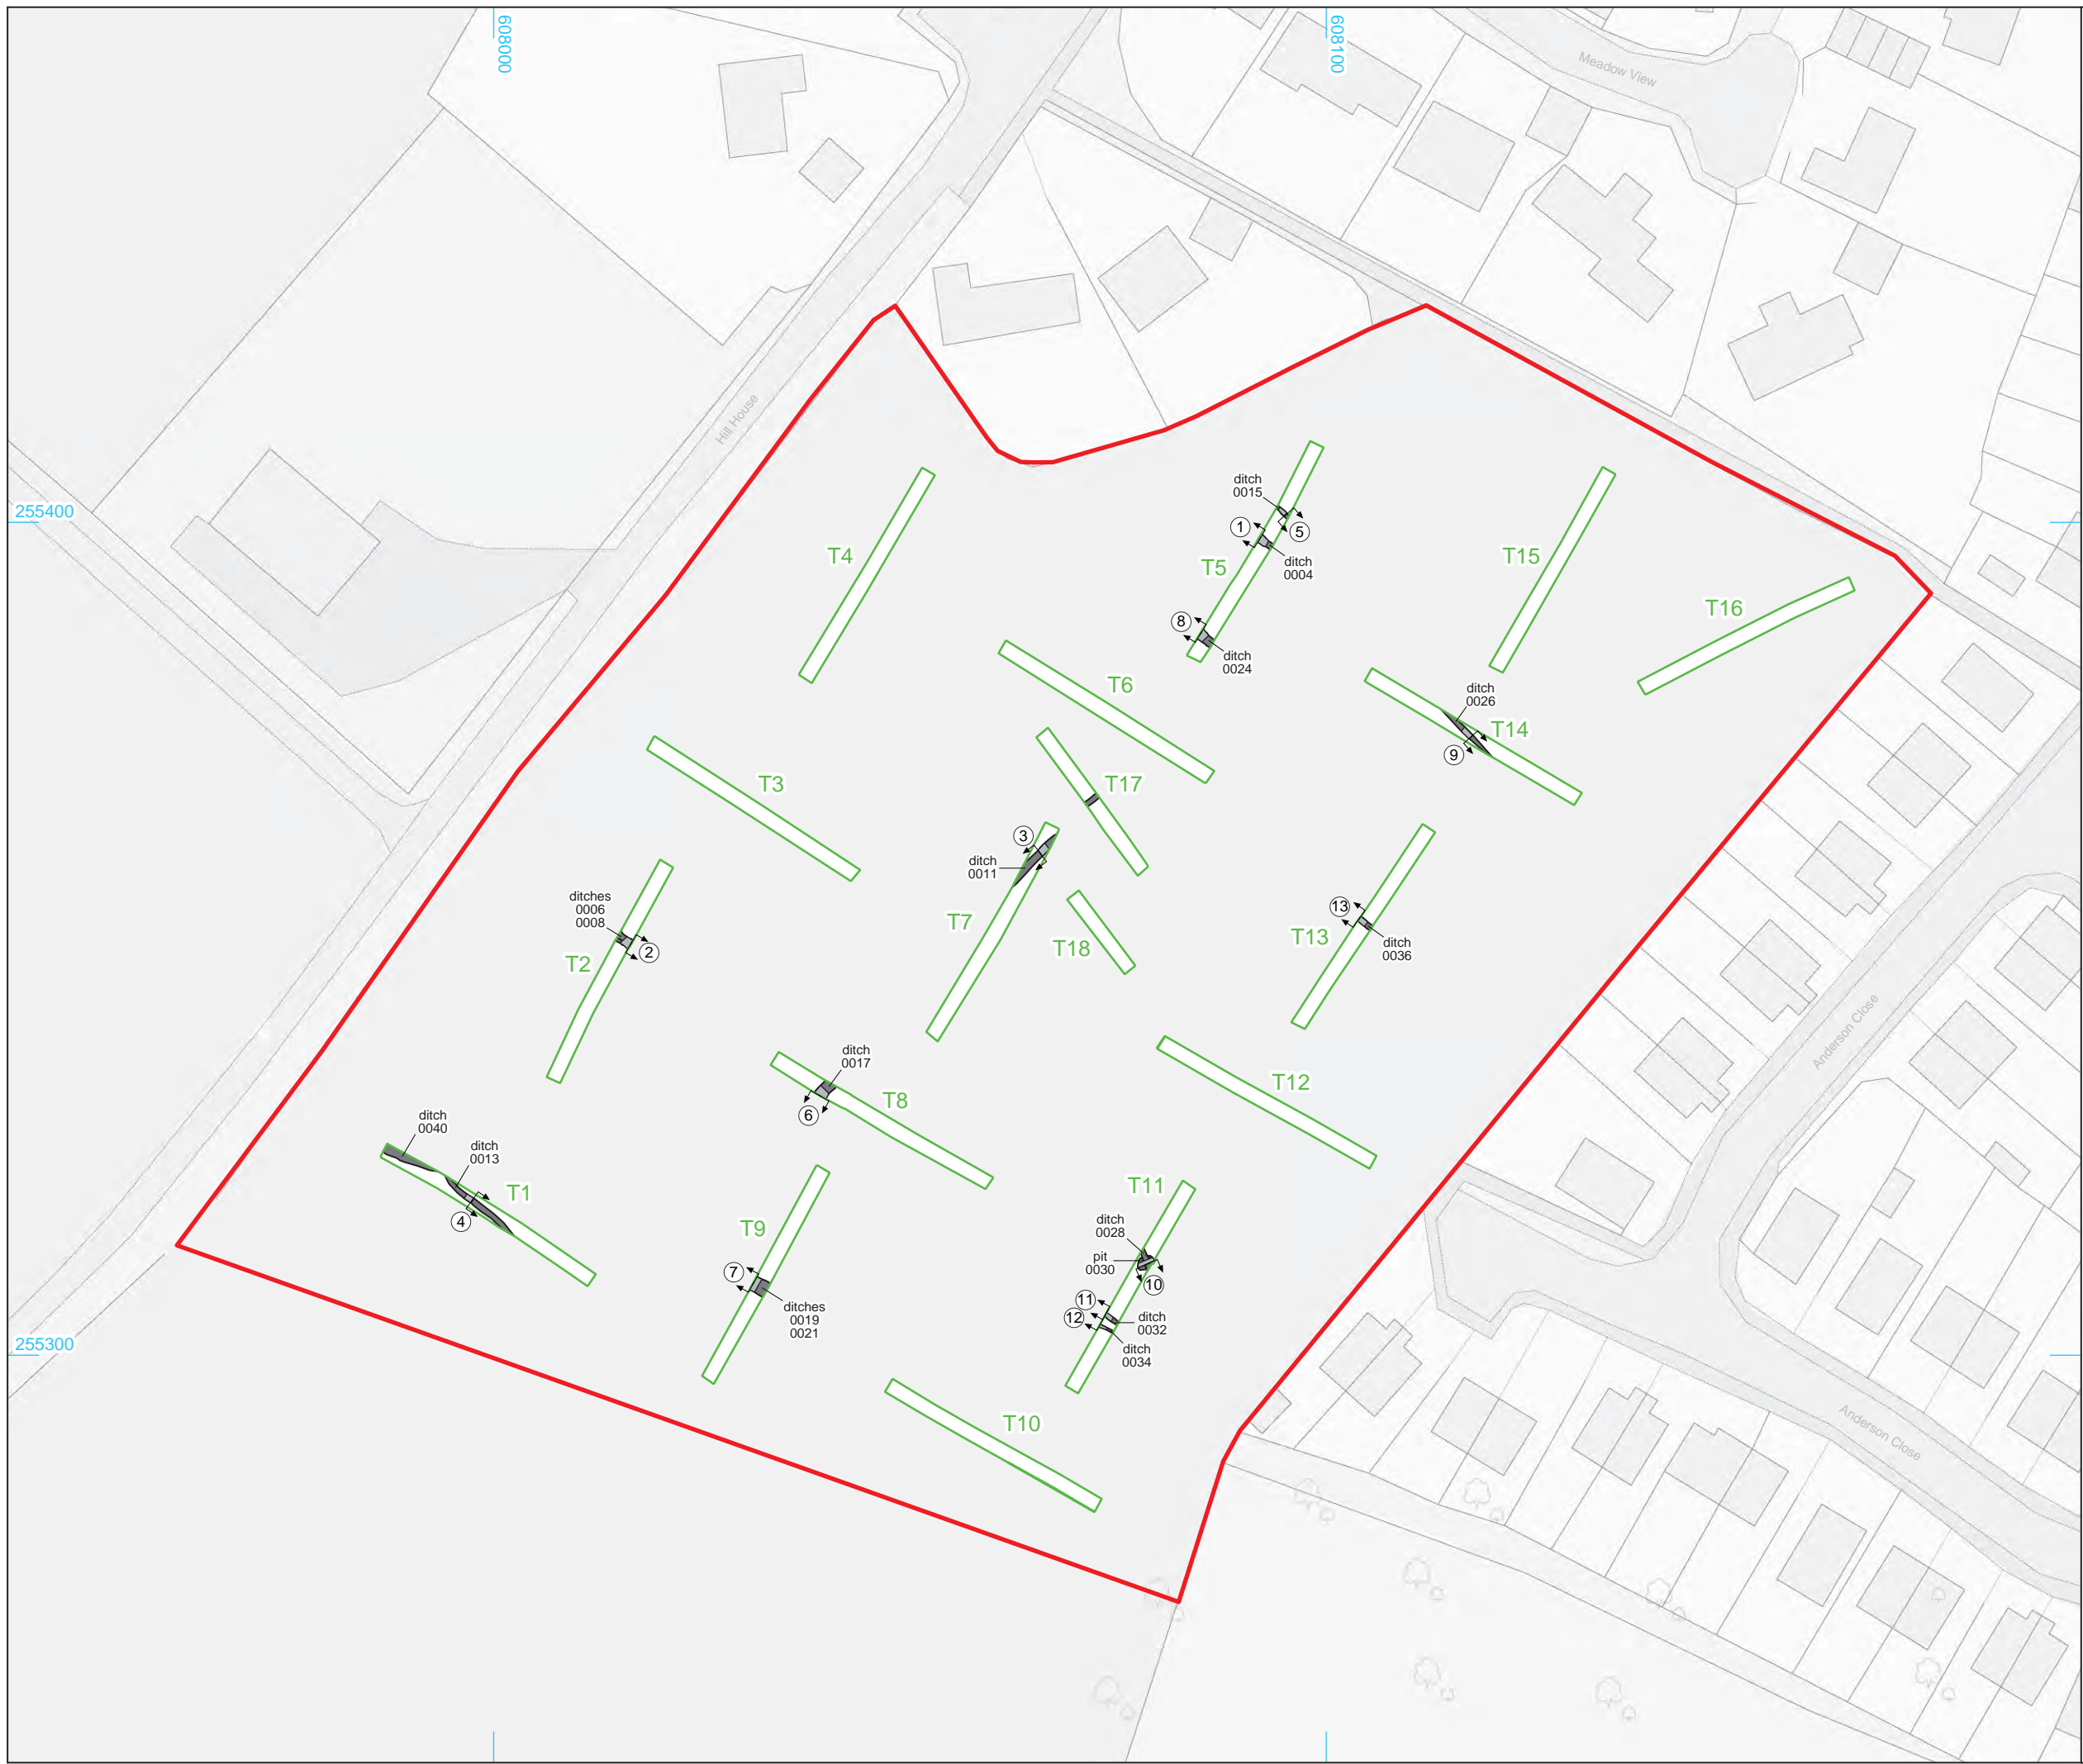 608000
608100
Meadow View
Hill House
255400
ditch
0015
1
5
T4
T5
ditch
0004
T15
T16
8
ditch
0024
T6
ditch
0026
T14
9
T3
T17
3
ditch
0011
ditches
0006
0008
2
T2
T7
T18
13
T13
ditch
0036
Anderson Close
ditch
0017
6
T8
T12
ditch
0040
ditch
0013
T1
4
T11
T9
ditch
0028
pit
0030
10
7
ditches
0019
0021
11
12
ditch
0032
ditch
0034
255300
T10
Anderson Close